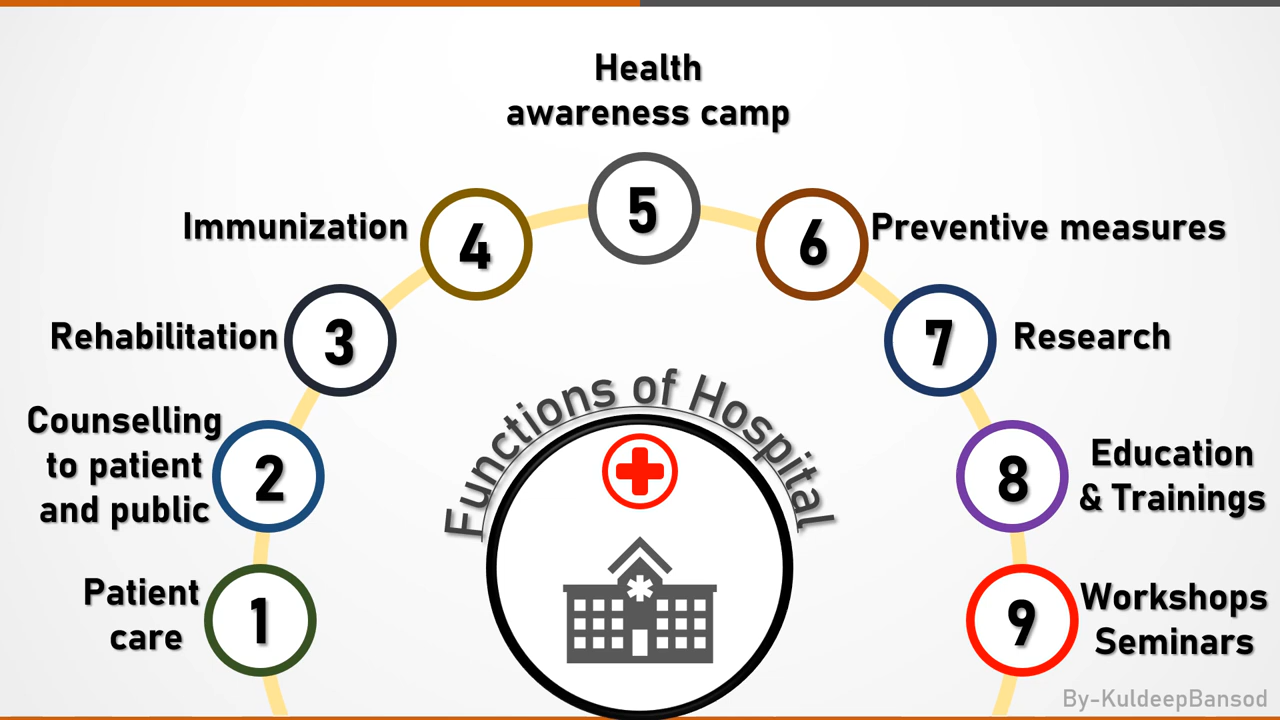 Health
awareness camp
5
Immunization
4
6
Preventive measures
Rehabilitation
3
7
Research
Functions of Hospital
Counselling
to patient
and public
2
8
Education
& Trainings
Patient
care
1
9
Workshops
Seminars
By-KuldeepBansod